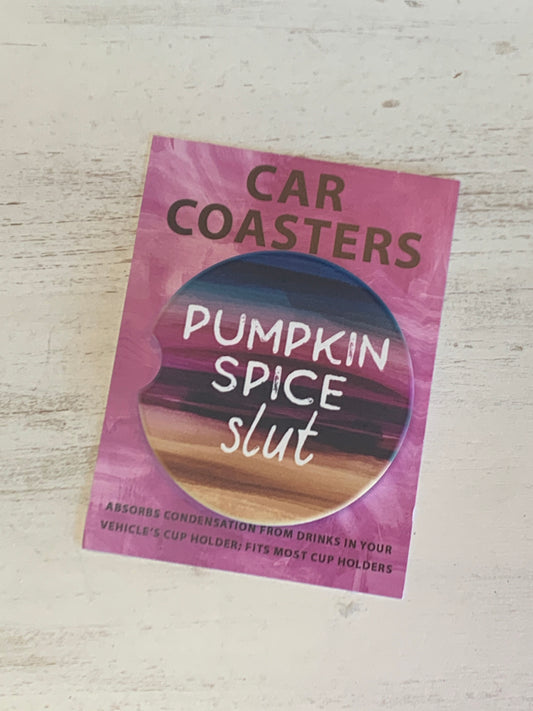 CAR
COASTERS
PUMPKIN
SPICE
slut
ABSORBS CONDENSATION FROM DRINKS IN YOUR
VEHICLE'S CUP HOLDER; FITS MOST CUP HOLDERS